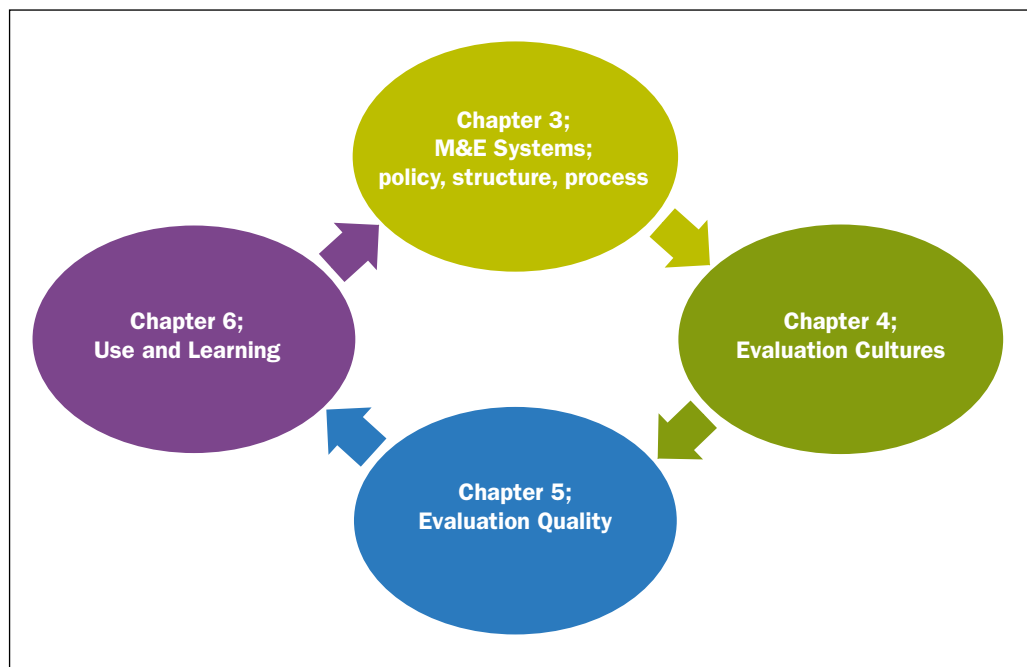 Chapter 3;
M&E Systems;
policy, structure, process
Chapter 6;
Use and Learning
Chapter 4;
Evaluation Cultures
Chapter 5;
Evaluation Quality